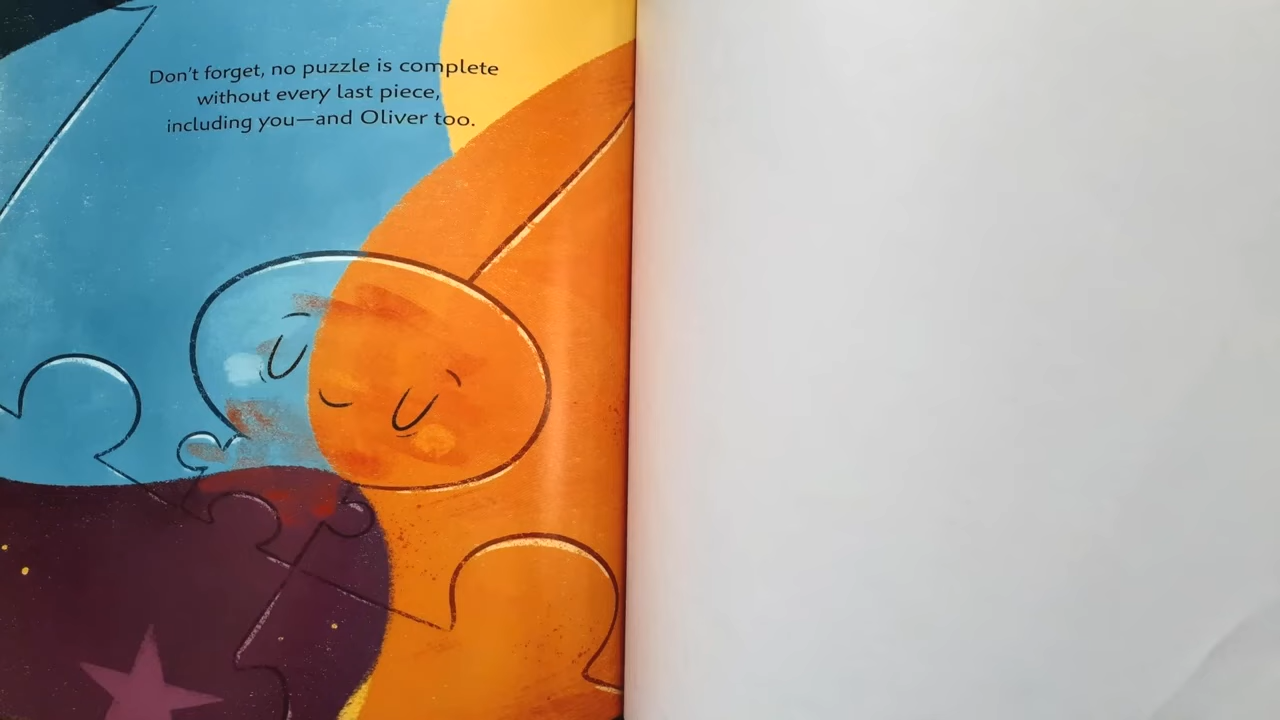 Don't forget, no puzzle is complete
without every last piece,
including you—and Oliver too.